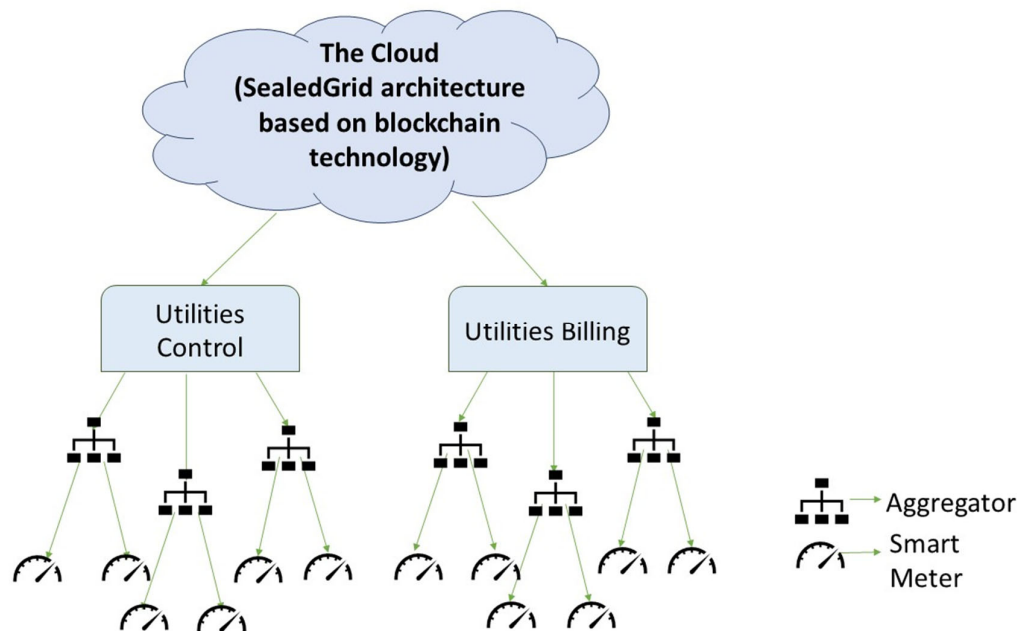 The Cloud
(SealedGrid architecture
based on blockchain
technology)
Utilities
Control
Utilities Billing
Aggregator
Smart
Meter